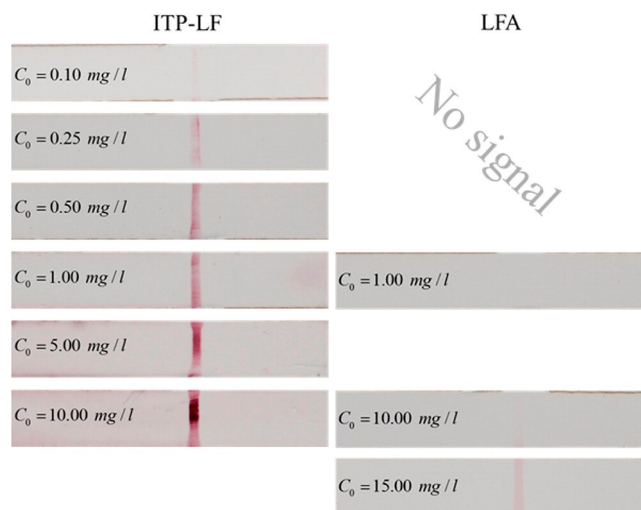 ITP-LF
LFA
C₀ = 0.10 mg / l
C₀ = 0.25 mg / l
C₀ = 0.50 mg / l
C₀ = 1.00 mg / l
C₀ = 5.00 mg / l
C₀ = 10.00 mg / l
No signal
C₀ = 1.00 mg / l
C₀ = 10.00 mg / l
C₀ = 15.00 mg / l